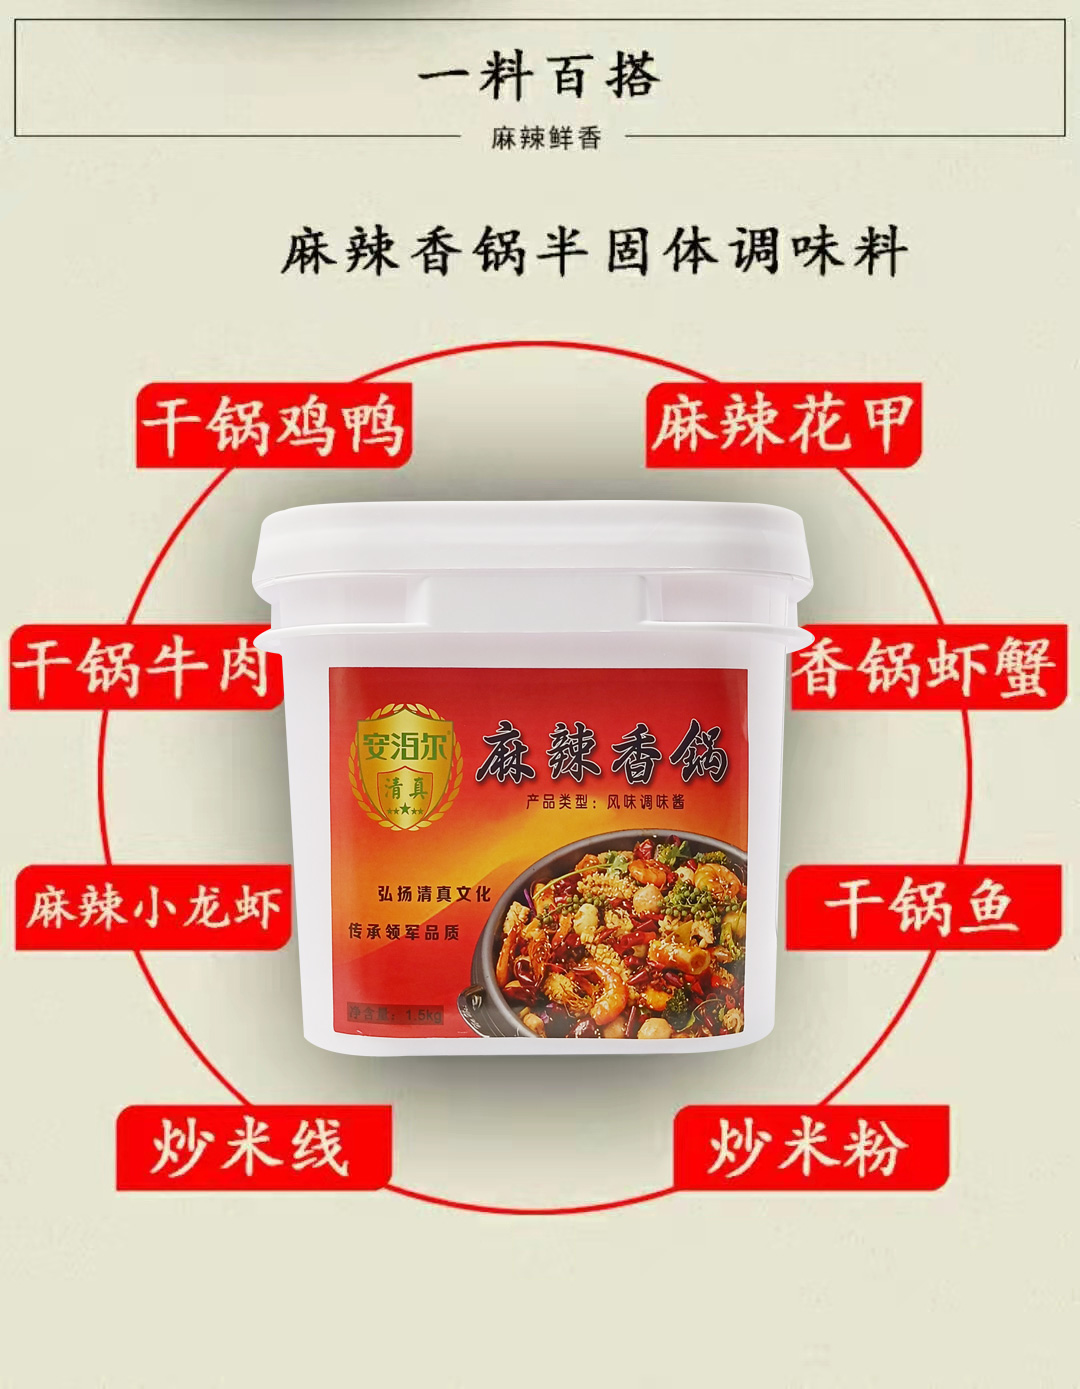 一料百搭
麻辣鲜香
麻辣香锅半固体调味料
干锅鸡鸭
麻辣花甲
干锅牛肉
香锅虾蟹
安泊尔
清真
麻辣香锅
产品类型：风味调味酱
弘扬清真文化
传承领军品质
净含量：1.5kg
麻辣小龙虾
干锅鱼
炒米线
炒米粉